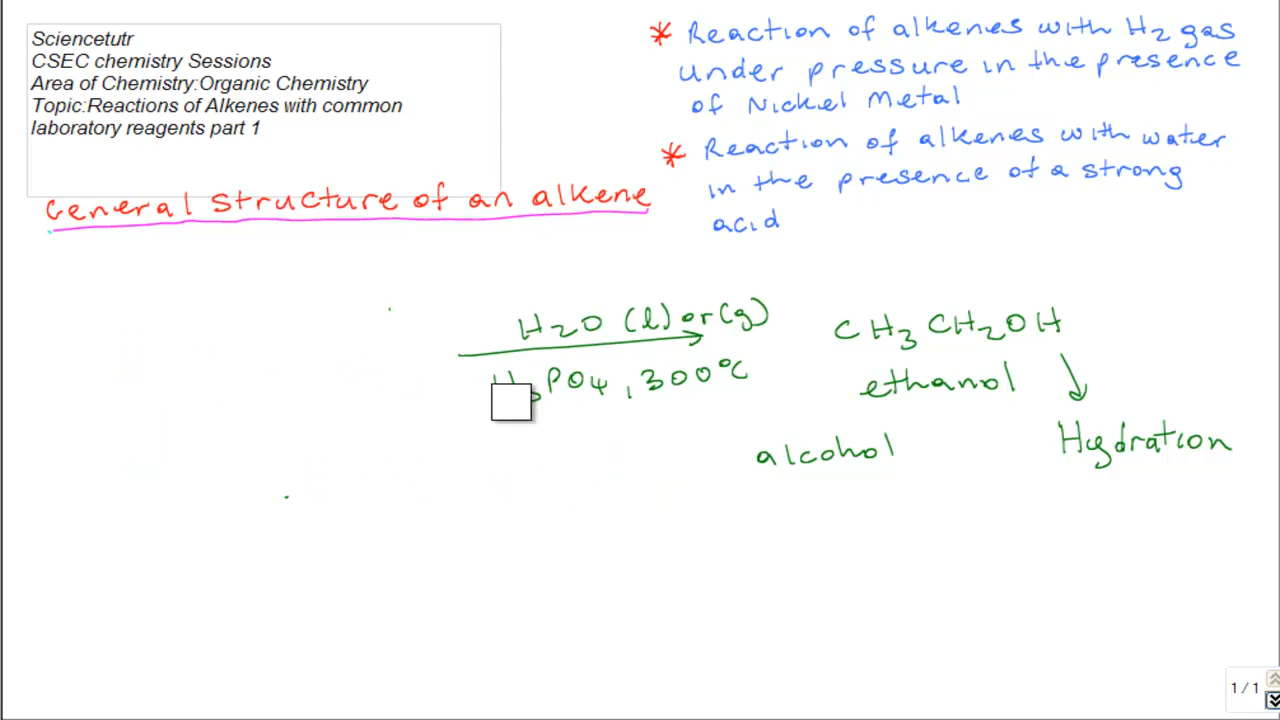 Sciencetutr
CSEC chemistry Sessions
Area of Chemistry:Organic Chemistry
Topic:Reactions of Alkenes with common
laboratory reagents part 1
* Reaction of alkenes with H2 gas
under pressure in the presence
of Nickel Metal
* Reaction of alkenes with water
in the presence of a strong
acid
General Structure of an alkene
H2O (l) or (g)
PO4, 300°C
CH3CH2OH
ethanol
alcohol
Hydration
1 / 1